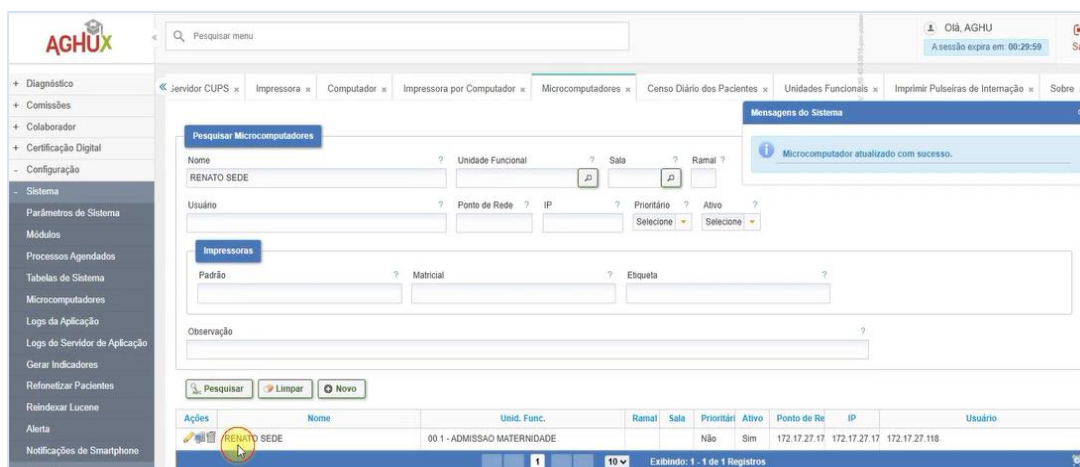 AGHUX
«
Pesquisar menu
Olá, AGHU
A sessão expira em: 00:29:59
+ Diagnóstico
+ Comissões
+ Colaborador
+ Certificação Digital
- Configuração
- Sistema
Parâmetros de Sistema
Módulos
Processos Agendados
Tabelas de Sistema
Microcomputadores
Logs da Aplicação
Logs do Servidor de Aplicação
Gerar Indicadores
Refonetizar Pacientes
Reindexar Lucene
Alerta
Notificações de Smartphone
« Servidor CUPS × Impressora × Computador × Impressora por Computador × Microcomputadores × Censo Diário dos Pacientes × Unidades Funcionais × Imprimir Pulseiras de Internação × Sobre
Mensagens do Sistema
Microcomputador atualizado com sucesso.
Pesquisar Microcomputadores
Nome ? Unidade Funcional ? Sala ? Ramal ?
RENATO SEDE
Usuário ? Ponto de Rede ? IP ? Prioritário ? Ativo ?
Selecione Selecione
Impressoras
Padrão ? Matricial ? Etiqueta ?
Observação ?
Pesquisar Limpar Novo
Ações Nome Unid. Func. Ramal Sala Prioritári Ativo Ponto de Re IP Usuário
RENATO SEDE 00 1 - ADMISSAO MATERNIDADE Não Sim 172.17.27.17 172.17.27.17 172.17.27.118
1 10 Exibindo: 1 - 1 de 1 Registros